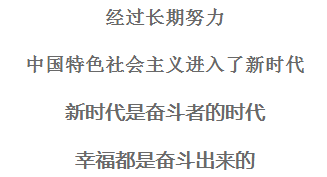 经过长期努力
中国特色社会主义进入了新时代
新时代是奋斗者的时代
幸福都是奋斗出来的